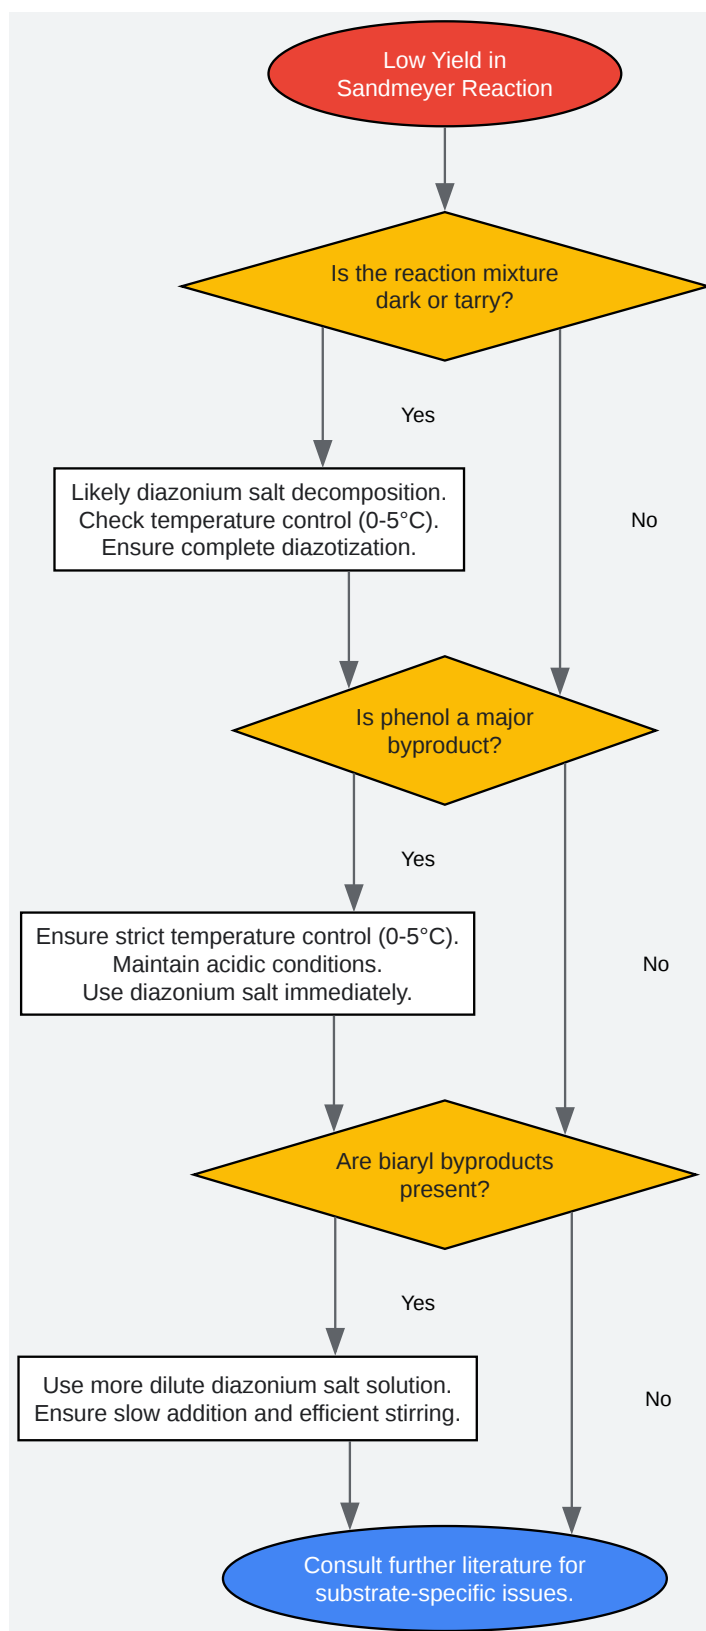 Low Yield in
Sandmeyer Reaction
Is the reaction mixture
dark or tarry?
Yes
Likely diazonium salt decomposition.
Check temperature control (0-5°C).
Ensure complete diazotization.
No
Is phenol a major
byproduct?
Yes
Ensure strict temperature control (0-5°C).
Maintain acidic conditions.
Use diazonium salt immediately.
No
Are biaryl byproducts
present?
Yes
Use more dilute diazonium salt solution.
Ensure slow addition and efficient stirring.
No
Consult further literature for
substrate-specific issues.